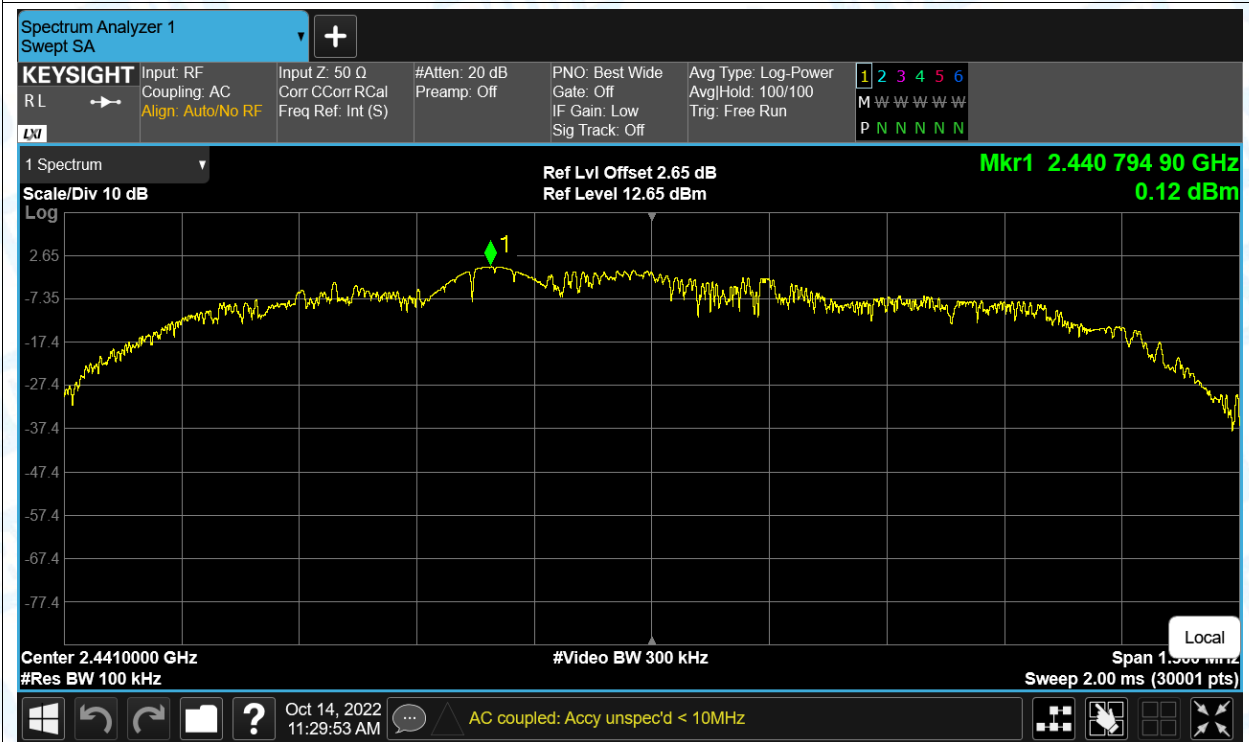 Spectrum Analyzer 1
Swept SA
KEYSIGHT
R L
LXI
Input: RF
Coupling: AC
Align: Auto/No RF
Input Z: 50 Ω
Corr CCorr RCal
Freq Ref: Int (S)
#Atten: 20 dB
Preamp: Off
PNO: Best Wide
Gate: Off
IF Gain: Low
Sig Track: Off
Avg Type: Log-Power
Avg|Hold: 100/100
Trig: Free Run
1 2 3 4 5 6
M W W W W W
P N N N N N
1 Spectrum
Scale/Div 10 dB
Log
Ref Lvl Offset 2.65 dB
Ref Level 12.65 dBm
Mkr1 2.440 794 90 GHz
0.12 dBm
1
2.65
-7.35
-17.4
-27.4
-37.4
-47.4
-57.4
-67.4
-77.4
Local
Center 2.4410000 GHz
#Video BW 300 kHz
Span
#Res BW 100 kHz
Sweep 2.00 ms (30001 pts)
?
Oct 14, 2022
11:29:53 AM
AC coupled: Accy unspec'd < 10MHz